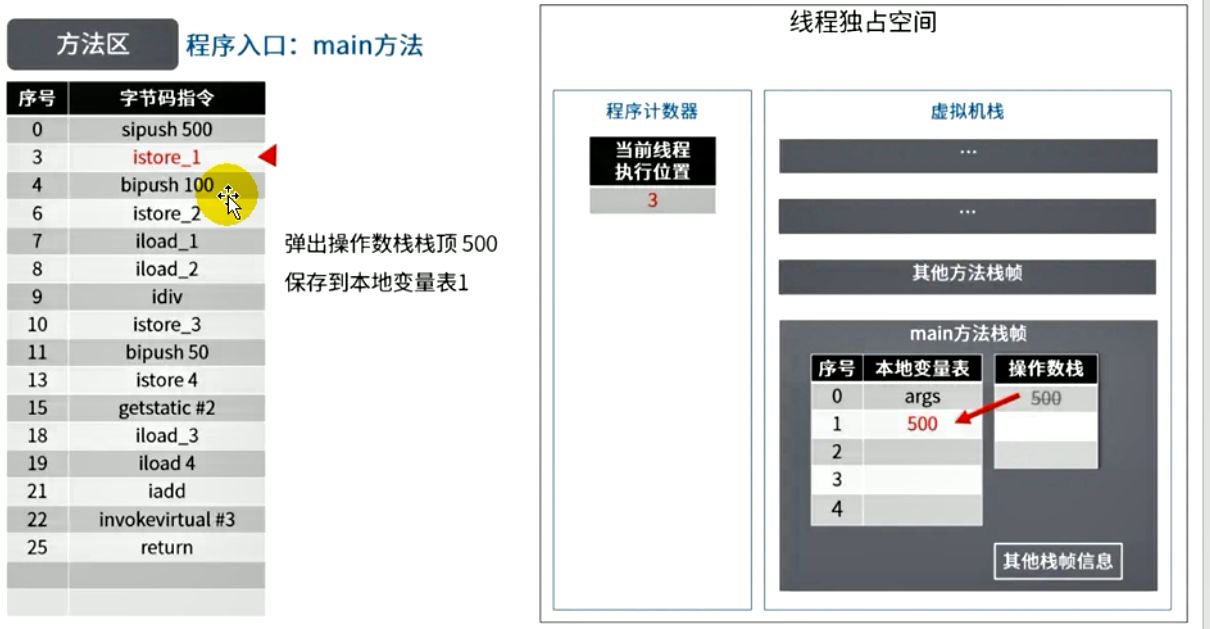 方法区 程序入口：main方法
序号 字节码指令
0 sipush 500
3 istore_1
4 bipush 100
6 istore_2
7 iload_1
8 iload_2
9 idiv
10 istore_3
11 bipush 50
13 istore 4
15 getstatic #2
18 iload_3
19 iload 4
21 iadd
22 invokevirtual #3
25 return
弹出操作数栈栈顶 500
保存到本地变量表1
线程独占空间
程序计数器
当前线程
执行位置
3
虚拟机栈
...
...
其他方法栈帧
main方法栈帧
序号 本地变量表
0 args
1 500
2
3
4
操作数栈
500
其他栈帧信息